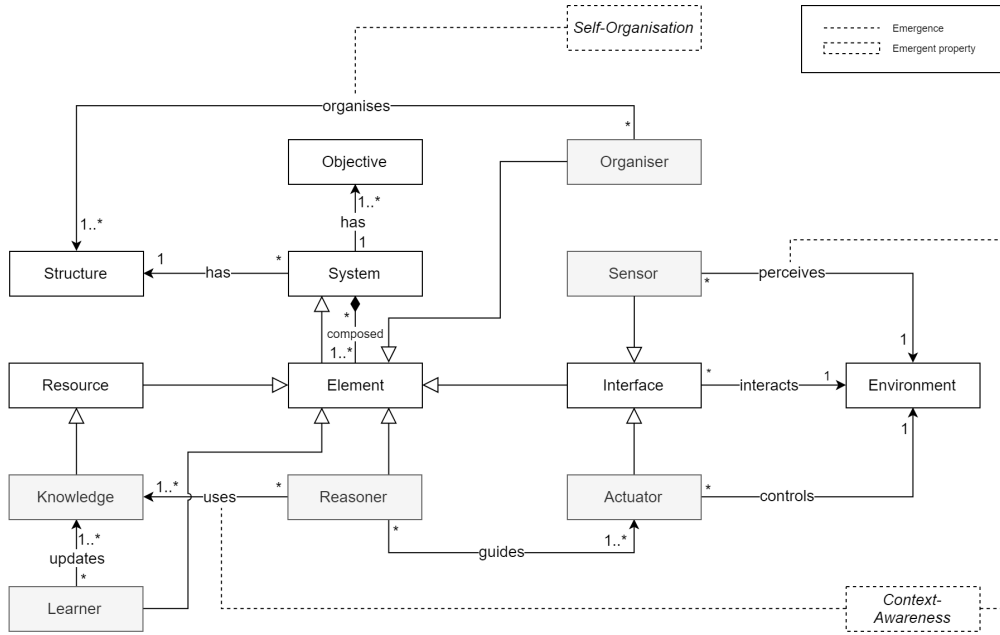 Self-Organisation
Emergence
Emergent property
organises
*
Objective
Organiser
1..*
1..*
has
1
Structure
1
has
*
System
Sensor
*
perceives
*
composed
1..*
1
Resource
Element
Interface
*
interacts
1
Environment
1
Knowledge
1..*
uses
*
Reasoner
Actuator
*
controls
*
1..*
1..*
guides
updates
*
Learner
Context-
Awareness